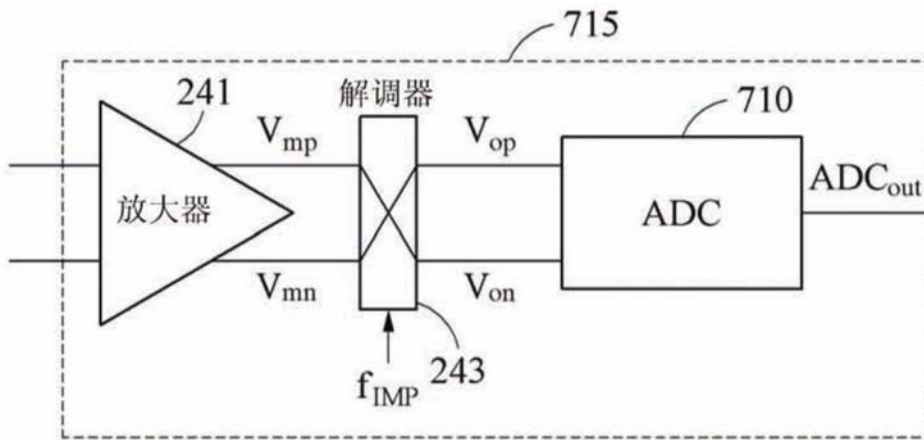 715
241
解调器
710
V_mp
V_op
ADC_out
放大器
ADC
V_mn
V_on
243
f_IMP